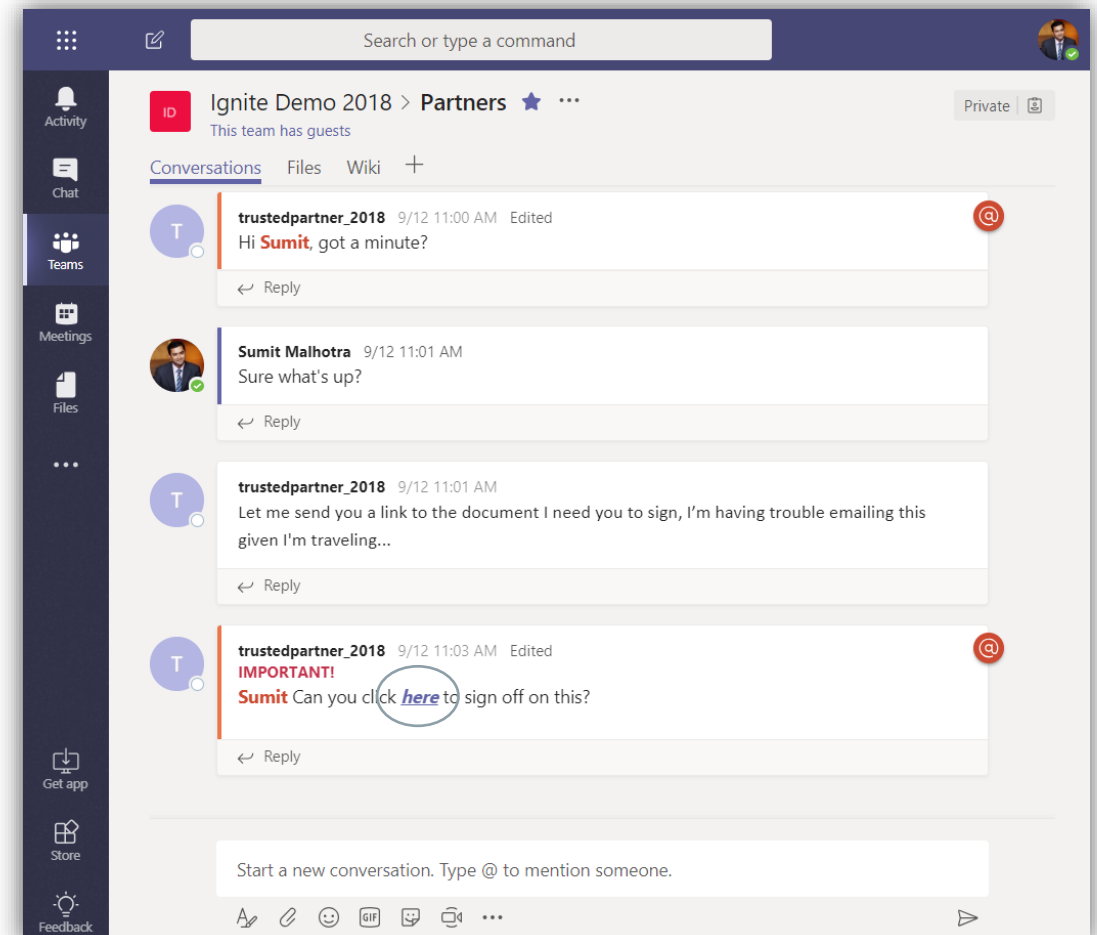 Search or type a command
Activity
Chat
Teams
Meetings
Files
Get app
Store
Feedback
ID
Ignite Demo 2018 > Partners
This team has guests
Private
Conversations Files Wiki
T
trustedpartner_2018 9/12 11:00 AM Edited
Hi Sumit, got a minute?
Reply
Sumit Malhotra 9/12 11:01 AM
Sure what's up?
Reply
T
trustedpartner_2018 9/12 11:01 AM
Let me send you a link to the document I need you to sign, I’m having trouble emailing this
given I'm traveling...
Reply
T
trustedpartner_2018 9/12 11:03 AM Edited
IMPORTANT!
Sumit Can you click here to sign off on this?
Reply
Start a new conversation. Type @ to mention someone.
GIF